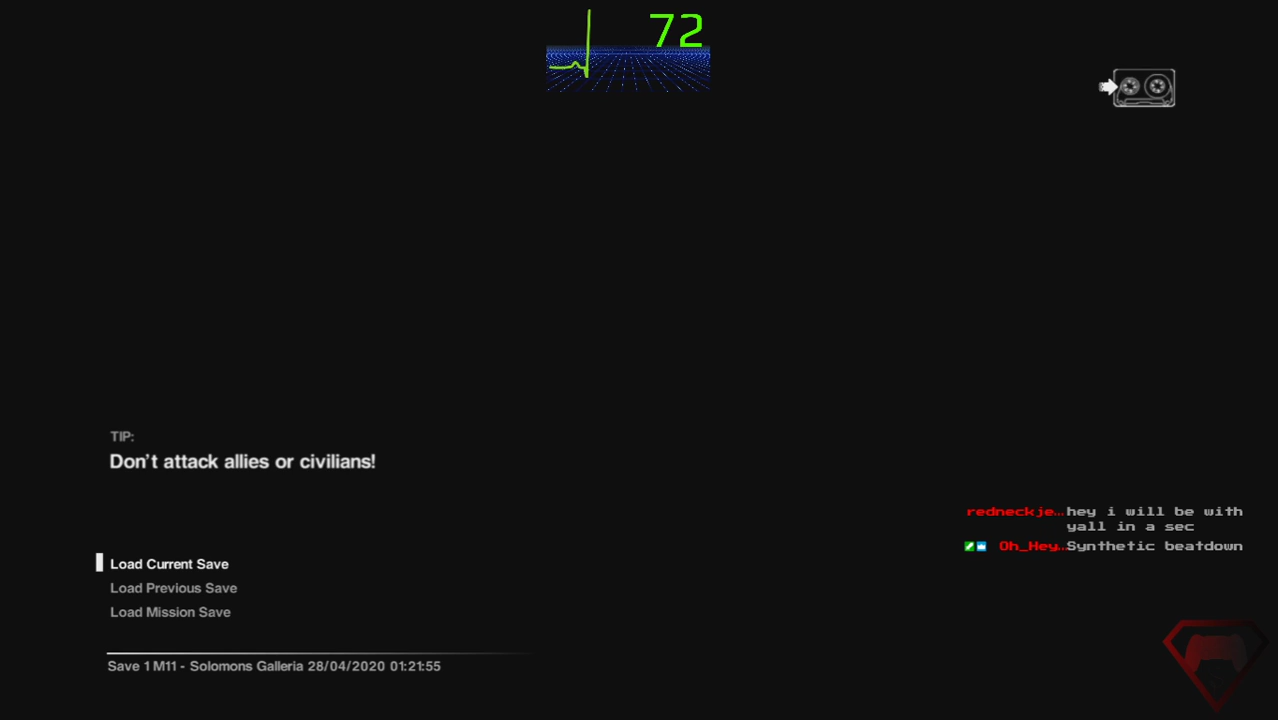 72
TIP:
Don't attack allies or civilians!
redneckje…hey i will be with
yall in a sec
Oh_Hey…Synthetic beatdown
Load Current Save
Load Previous Save
Load Mission Save
Save 1 M11 - Solomons Galleria 28/04/2020 01:21:55